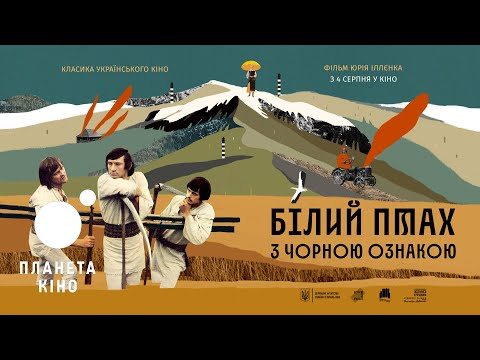 КЛАСИКА УКРАЇНСЬКОГО КІНО
ФІЛЬМ ЮРІЯ ІЛЛЄНКА
З 4 СЕРПНЯ У КІНО
БІЛИЙ ПТАХ
З ЧОРНОЮ ОЗНАКОЮ
ПЛАНЕТА
КІНО